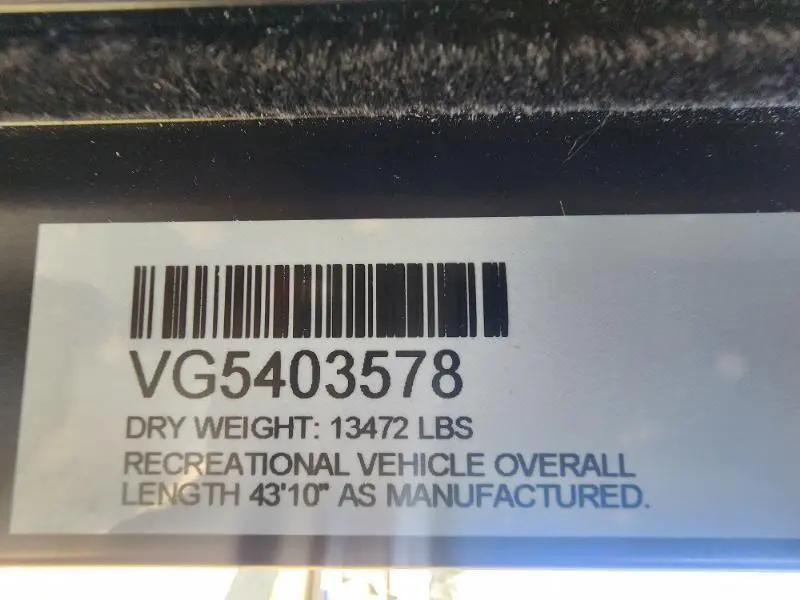 VG5403578
DRY WEIGHT: 13472 LBS
RECREATIONAL VEHICLE OVERALL
LENGTH 43'10" AS MANUFACTURED.